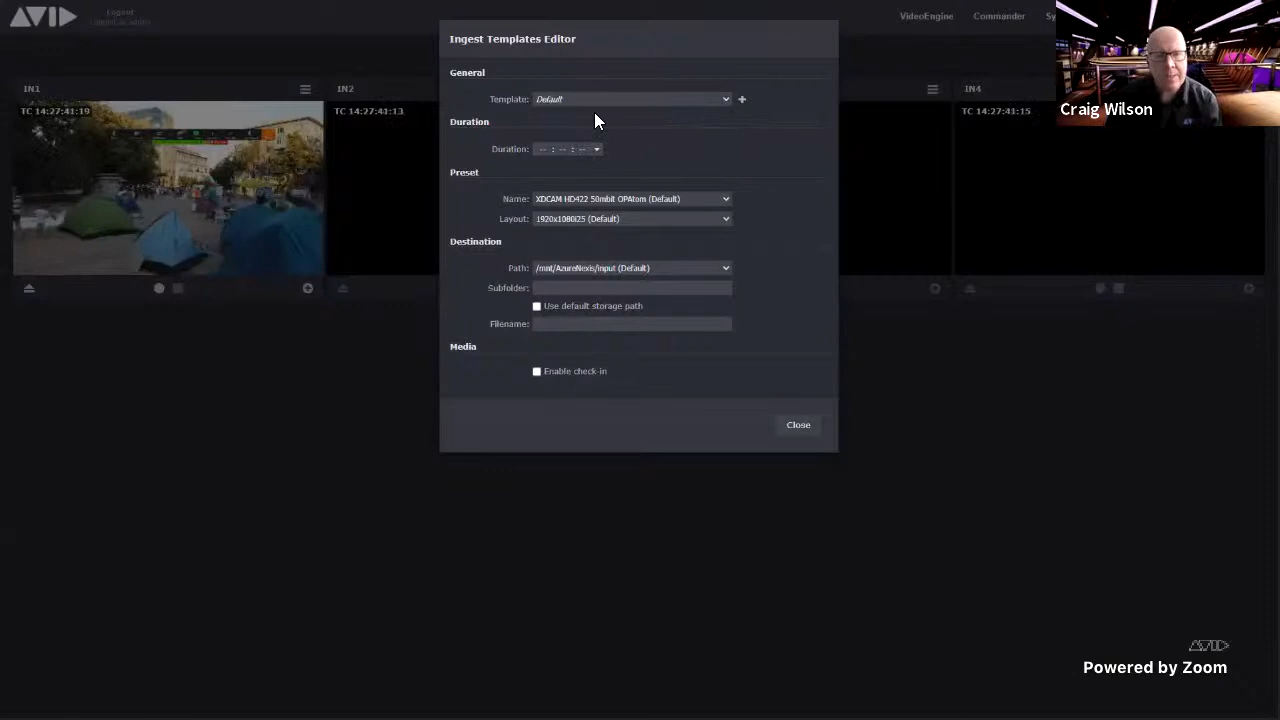 AVID
Logout
VideoEngine
Commander
Craig Wilson
IN1
TC 14:27:41:19
IN2
TC 14:27:41:13
IN4
TC 14:27:41:15
Ingest Templates Editor
General
Template: Default
Duration
Duration: -- : -- : --
Preset
Name: XDCAM HD422 50mbit OPAtom (Default)
Layout: 1920x1080i25 (Default)
Destination
Path: /mnt/AzureNexis/input (Default)
Subfolder:
Use default storage path
Filename:
Media
Enable check-in
Close
AVID
Powered by Zoom